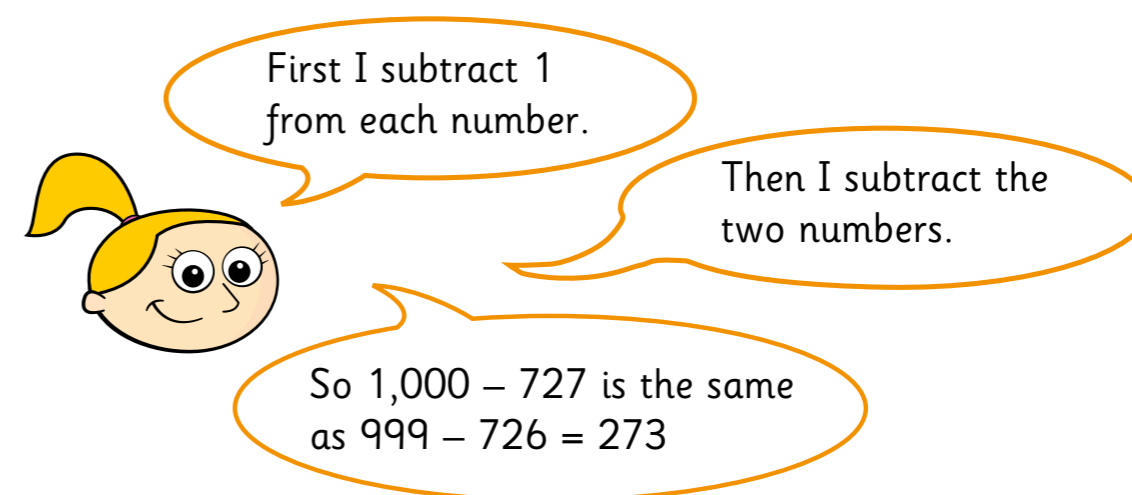 First I subtract 1
from each number.
Then I subtract the
two numbers.
So 1,000 – 727 is the same
as 999 – 726 = 273